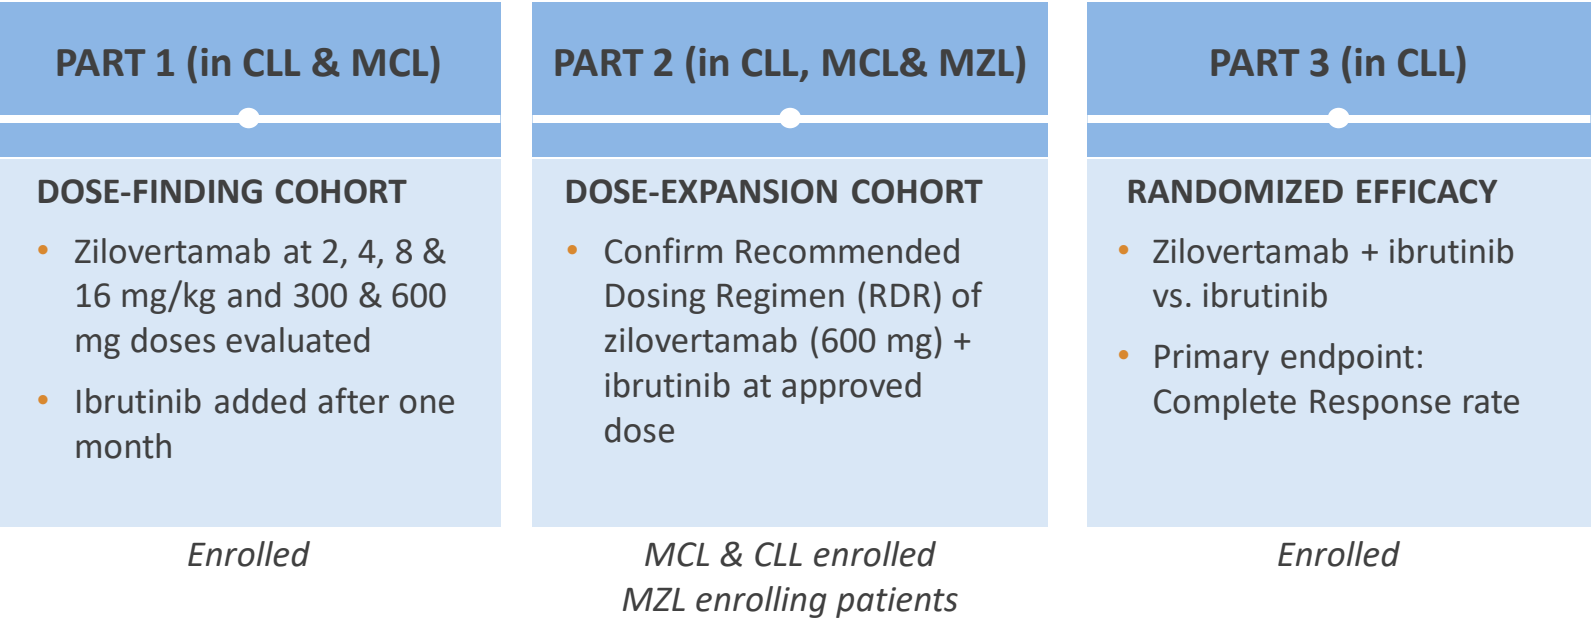 PART 1 (in CLL & MCL)
DOSE-FINDING COHORT
• Zilovertamab at 2, 4, 8 &
16 mg/kg and 300 & 600
mg doses evaluated
• Ibrutinib added after one
month
Enrolled
PART 2 (in CLL, MCL& MZL)
DOSE-EXPANSION COHORT
• Confirm Recommended
Dosing Regimen (RDR) of
zilovertamab (600 mg) +
ibrutinib at approved
dose
MCL & CLL enrolled
MZL enrolling patients
PART 3 (in CLL)
RANDOMIZED EFFICACY
• Zilovertamab + ibrutinib
vs. ibrutinib
• Primary endpoint:
Complete Response rate
Enrolled